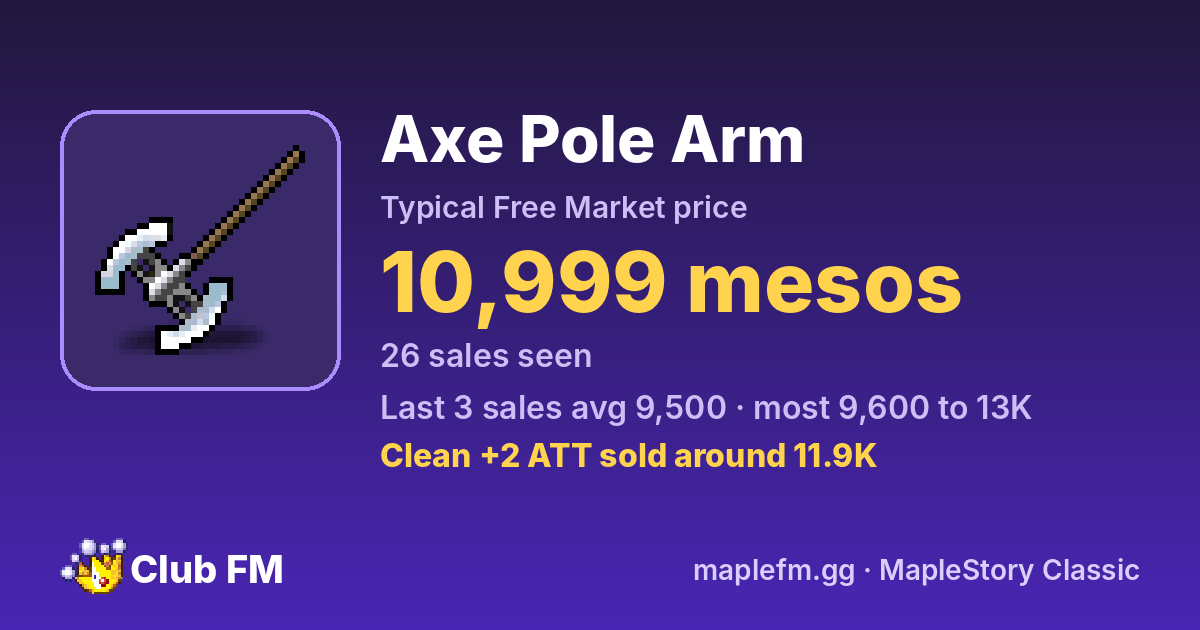 Axe Pole Arm
Typical Free Market price
10,999 mesos
26 sales seen
Last 3 sales avg 9,500 · most 9,600 to 13K
Clean +2 ATT sold around 11.9K
Club FM
maplefm.gg · MapleStory Classic